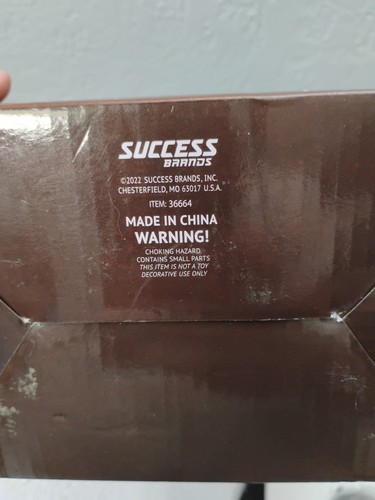 SUCCESS
BRANDS
©2022 SUCCESS BRANDS, INC.
CHESTERFIELD, MO 63017 U.S.A.
ITEM: 36664
MADE IN CHINA
WARNING!
CHOKING HAZARD
CONTAINS SMALL PARTS
THIS ITEM IS NOT A TOY
DECORATIVE USE ONLY